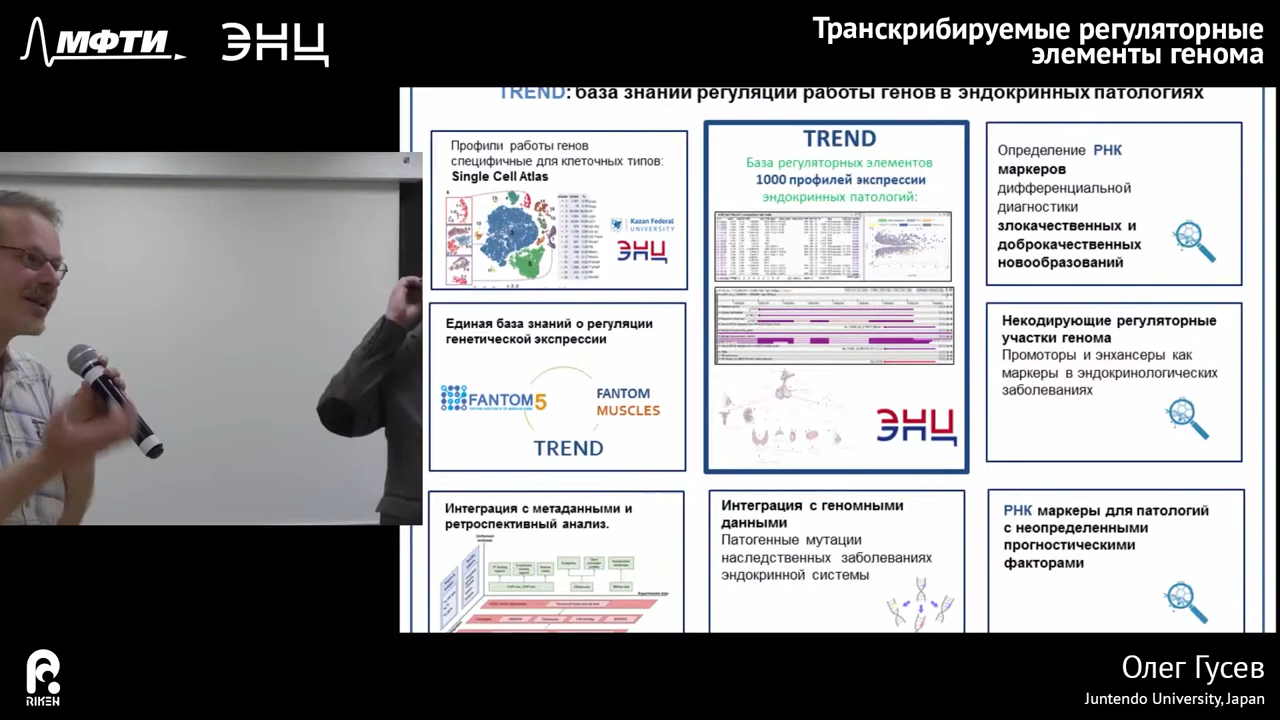 МФТИ
ЭНЦ
Транскрибируемые регуляторные
элементы генома
TREND: база знаний регуляции работы генов в эндокринных патологиях
Профили работы генов
специфичные для клеточных типов:
Single Cell Atlas
Kazan Federal
UNIVERSITY
ЭНЦ
TREND
База регуляторных элементов
1000 профилей экспрессии
эндокринных патологий:
ЭНЦ
Определение РНК
маркеров
дифференциальной
диагностики
злокачественных и
доброкачественных
новообразований
Единая база знаний о регуляции
генетической экспрессии
FANTOM5
FANTOM
MUSCLES
TREND
Некодирующие регуляторные
участки генома
Промоторы и энхансеры как
маркеры в эндокринологических
заболеваниях
Интеграция с метаданными и
ретроспективный анализ.
Интеграция с геномными
данными
Патогенные мутации
наследственных заболеваниях
эндокринной системы
РНК маркеры для патологий
с неопределенными
прогностическими
факторами
RIKEN
Олег Гусев
Juntendo University, Japan